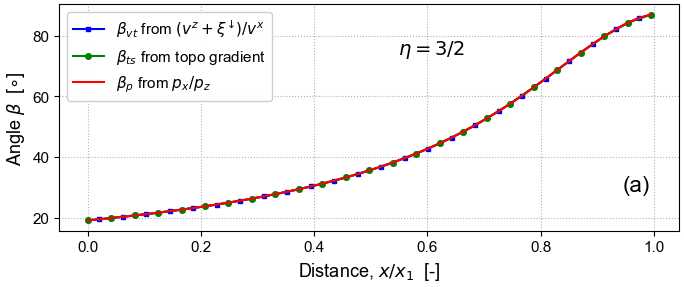 β_vt from (v^z + ξ^↓)/v^x
β_ts from topo gradient
β_p from p_x/p_z
η = 3/2
(a)
Angle β [∘]
80
60
40
20
0.0 0.2 0.4 0.6 0.8 1.0
Distance, x/x₁ [-]